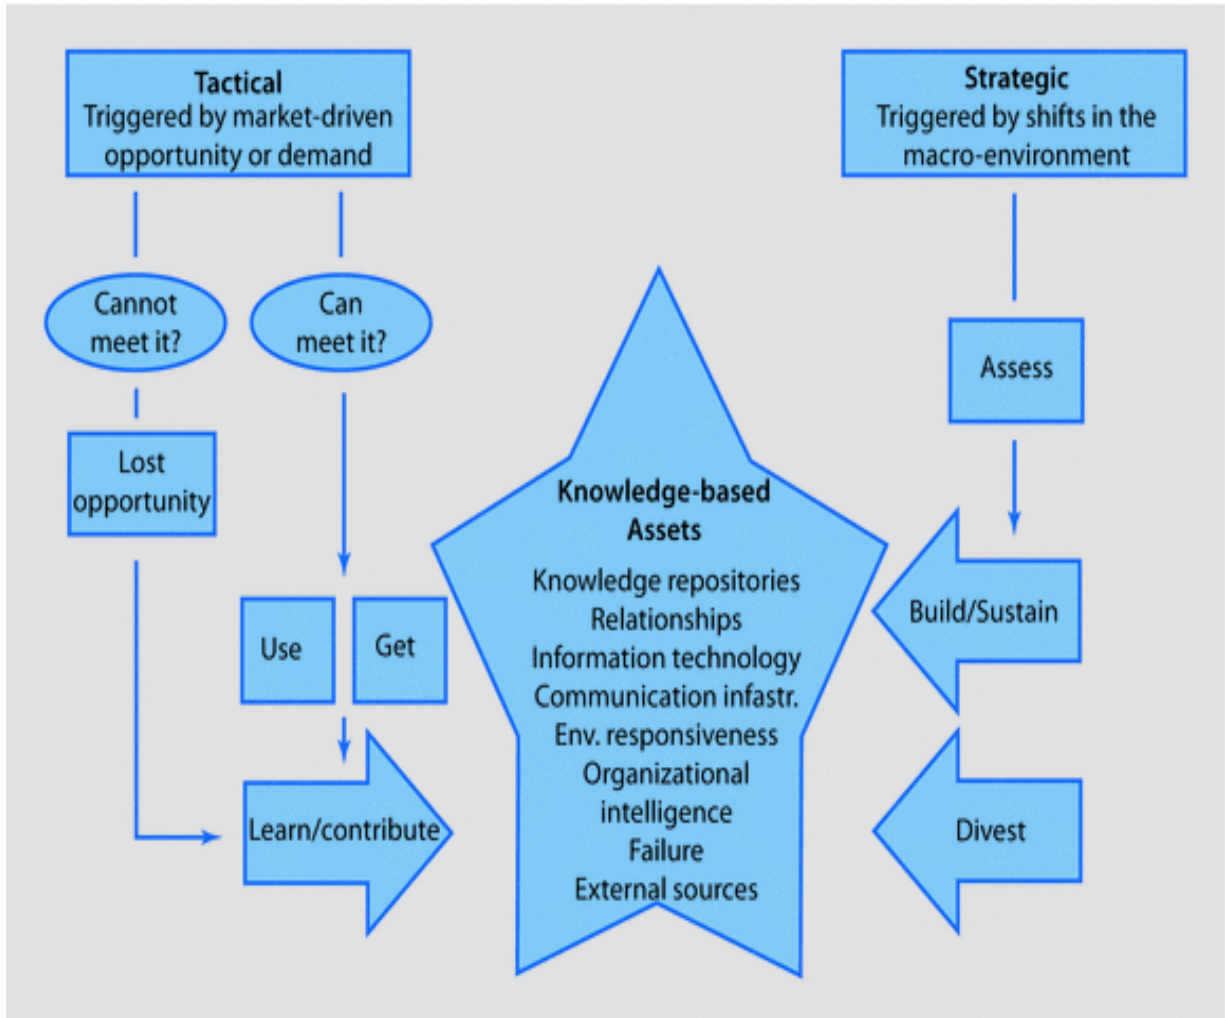 Tactical
Triggered by market-driven
opportunity or demand
Strategic
Triggered by shifts in the
macro-environment
Cannot
meet it?
Can
meet it?
Assess
Lost
opportunity
Knowledge-based
Assets
Knowledge repositories
Relationships
Information technology
Communication infastr.
Env. responsiveness
Organizational
intelligence
Failure
External sources
Use
Get
Build/Sustain
Learn/contribute
Divest